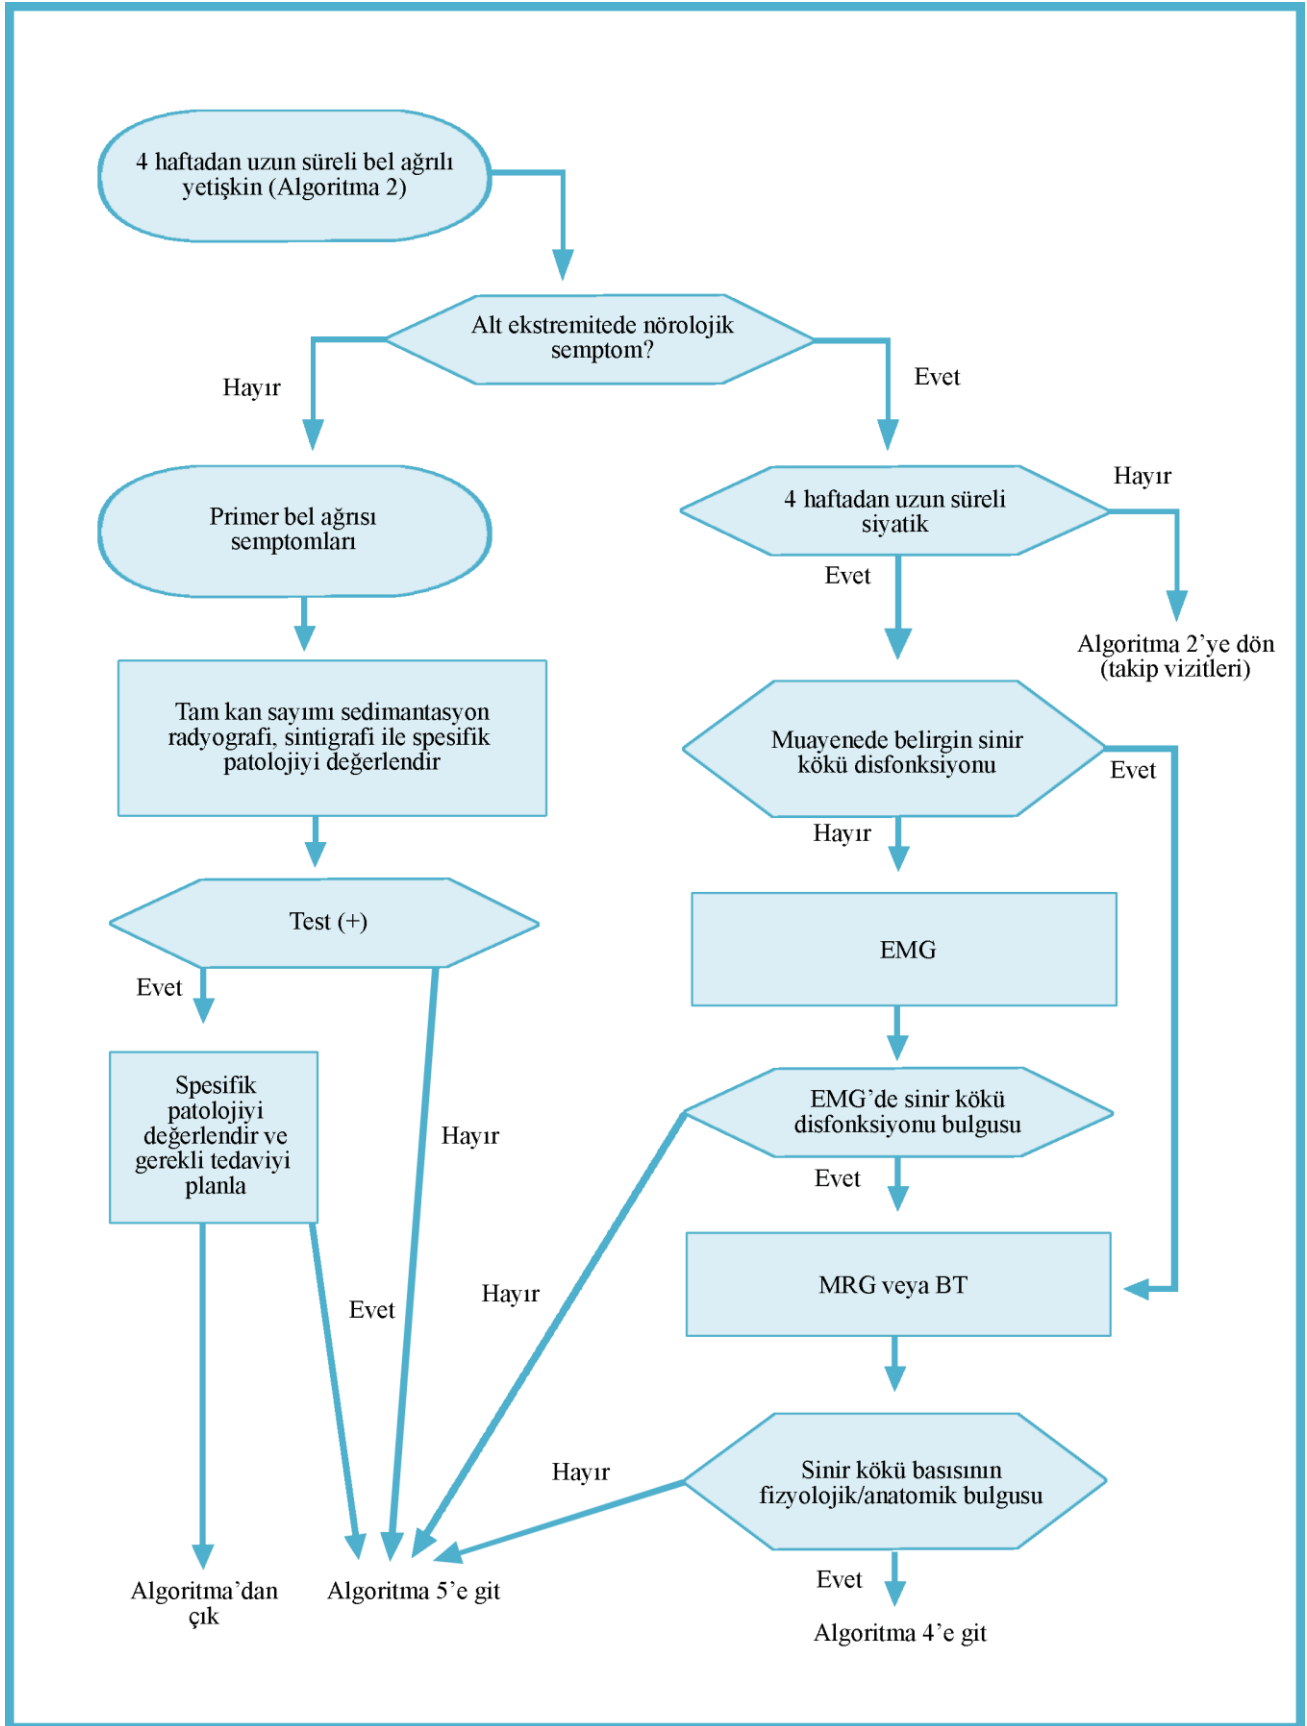 4 haftadan uzun süreli bel ağrılı
yetişkin (Algoritma 2)
Alt ekstremitede nörolojik
semptom?
Hayır
Evet
Primer bel ağrısı
semptomları
4 haftadan uzun süreli
siyatik
Hayır
Evet
Algoritma 2’ye dön
(takip vizitleri)
Tam kan sayımı sedimantasyon
radyografi, sintigrafi ile spesifik
patolojiyi değerlendir
Muayenede belirgin sinir
kökü disfonksiyonu
Evet
Hayır
Test (+)
Evet
EMG
Spesifik
patolojiyi
değerlendir ve
gerekli tedaviyi
planla
Hayır
EMG’de sinir kökü
disfonksiyonu bulgusu
Evet
Hayır
Evet
MRG veya BT
Hayır
Sinir kökü basısının
fizyolojik/anatomik bulgusu
Evet
Algoritma’dan
çık
Algoritma 5’e git
Algoritma 4’e git